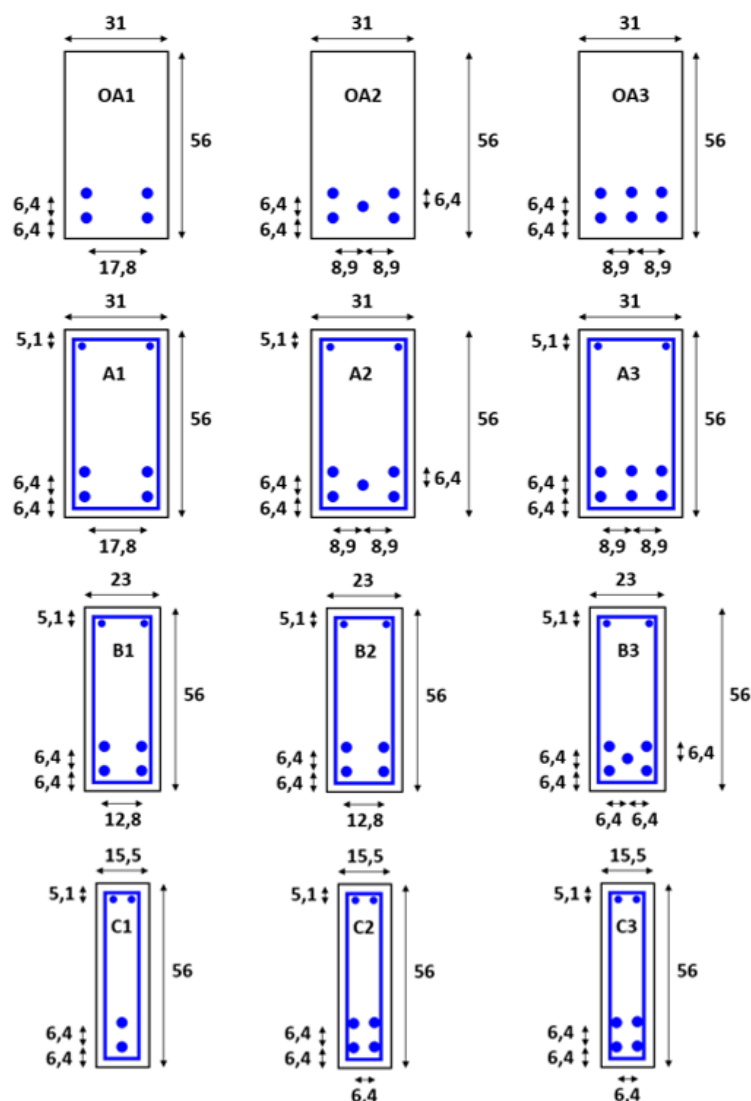 31 31 31
OA1 OA2 OA3
56 56 56
6,4 6,4 6,4 6,4
6,4 6,4 6,4
17,8 8,9 8,9 8,9 8,9
31 31 31
5,1 5,1 5,1
A1 A2 A3
56 56 56
6,4 6,4 6,4 6,4
6,4 6,4 6,4
17,8 8,9 8,9 8,9 8,9
23 23 23
5,1 5,1 5,1
B1 B2 B3
56 56 56
6,4 6,4 6,4 6,4
6,4 6,4 6,4
12,8 12,8 6,4 6,4
15,5 15,5 15,5
5,1 5,1 5,1
C1 C2 C3
56 56 56
6,4 6,4 6,4
6,4 6,4 6,4
6,4 6,4